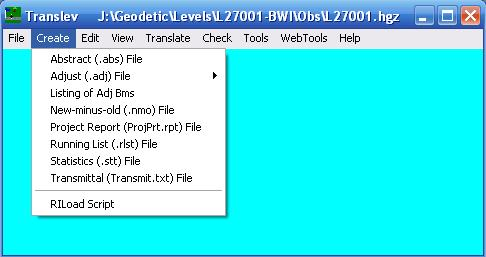 Translev J:\Geodetic\Levels\L27001-BWI\Obs\L27001.hgz
File Create Edit View Translate Check Tools WebTools Help
Abstract (.abs) File
Adjust (.adj) File
Listing of Adj Bms
New-minus-old (.nmo) File
Project Report (ProjPrt.rpt) File
Running List (.rlst) File
Statistics (.stt) File
Transmittal (Transmit.txt) File
RILoad Script